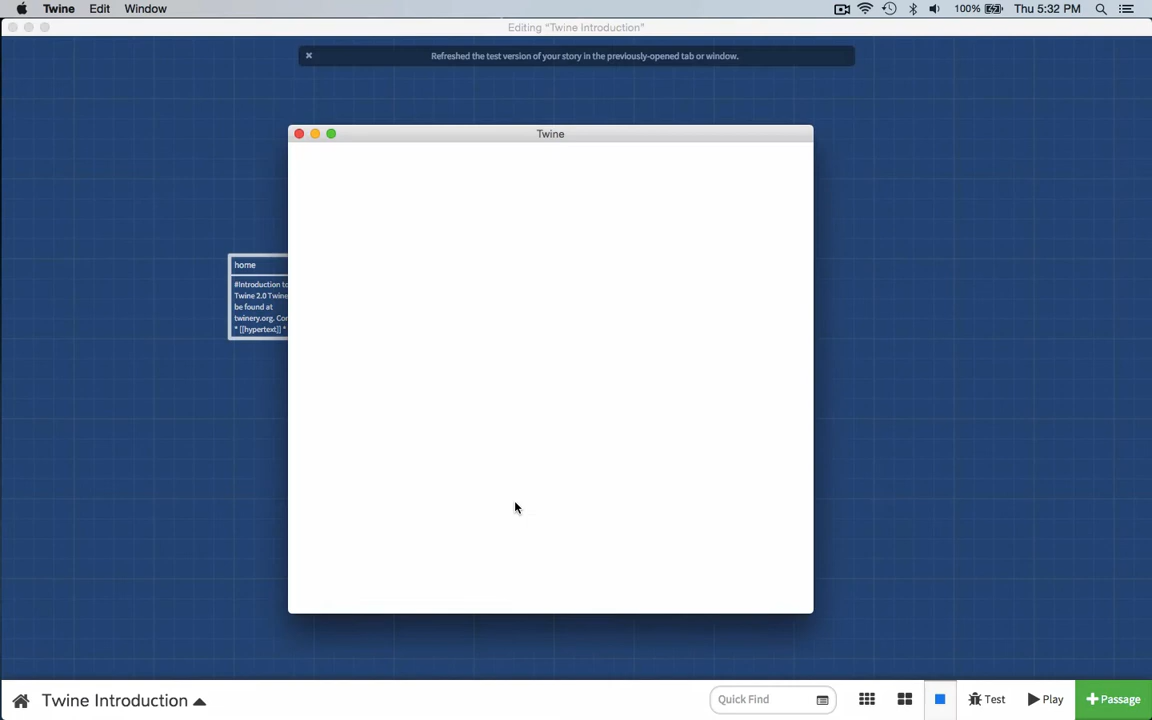 Twine Edit Window 100% Thu 5:32 PM
Editing "Twine Introduction"
Refreshed the test version of your story in the previously-opened tab or window.
Twine
home
#Introduction to
Twine 2.0 Twine
be found at
twinery.org. Con
* [[hypertext]] *
Twine Introduction Quick Find Test Play Passage